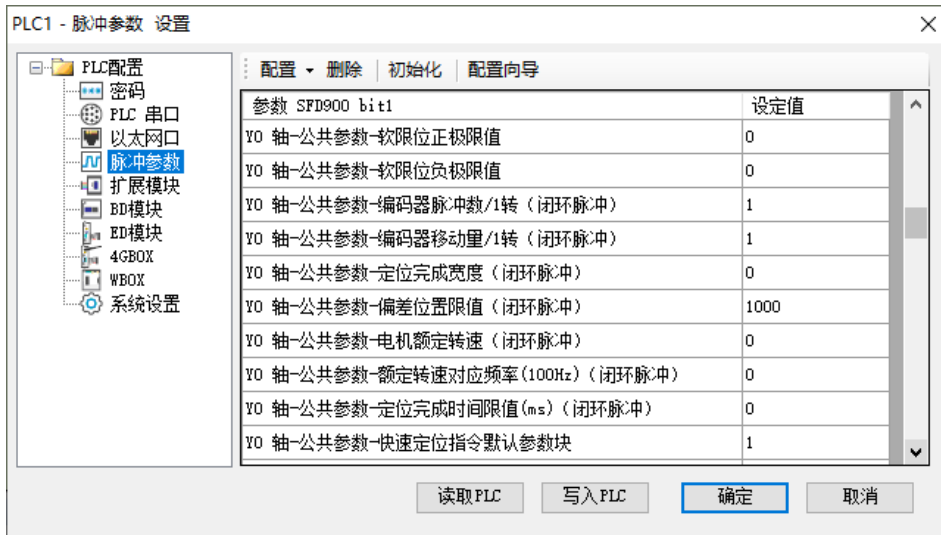 PLC1 - 脉冲参数 设置
PLC配置
密码
PLC 串口
以太网口
脉冲参数
扩展模块
BD模块
ED模块
4GBOX
WBOX
系统设置
配置 删除 初始化 配置向导
参数 SFD900 bit1 设定值
Y0 轴-公共参数-软限位正极限值 0
Y0 轴-公共参数-软限位负极限值 0
Y0 轴-公共参数-编码器脉冲数/1转（闭环脉冲） 1
Y0 轴-公共参数-编码器移动量/1转（闭环脉冲） 1
Y0 轴-公共参数-定位完成宽度（闭环脉冲） 0
Y0 轴-公共参数-偏差位置限值（闭环脉冲） 1000
Y0 轴-公共参数-电机额定转速（闭环脉冲） 0
Y0 轴-公共参数-额定转速对应频率(100Hz)（闭环脉冲） 0
Y0 轴-公共参数-定位完成时间限值(ms)（闭环脉冲） 0
Y0 轴-公共参数-快速定位指令默认参数块 1
读取PLC 写入PLC 确定 取消